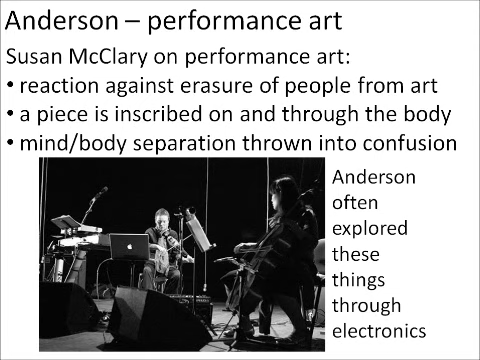 Anderson – performance art
Susan McClary on performance art:
• reaction against erasure of people from art
• a piece is inscribed on and through the body
• mind/body separation thrown into confusion
Anderson
often
explored
these
things
through
electronics